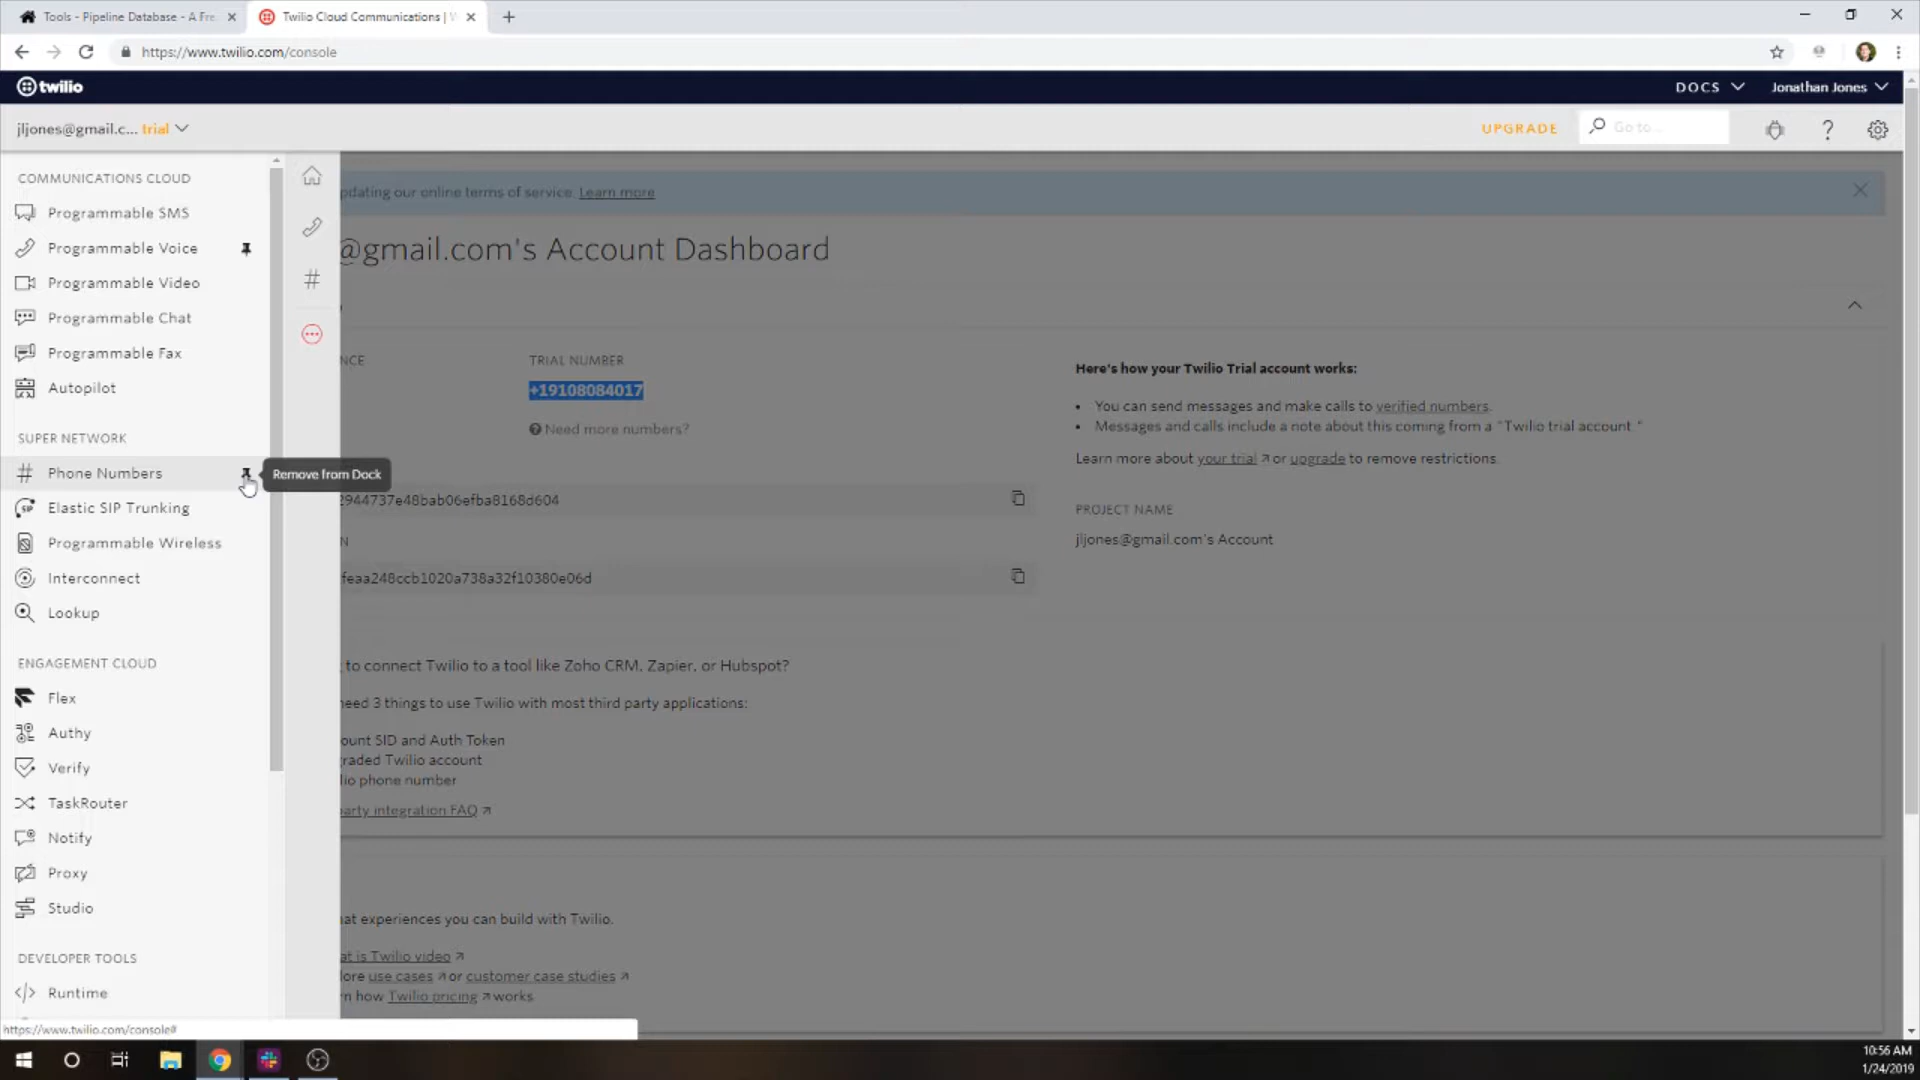 Tools - Pipeline Database - A Fre
Twilio Cloud Communications |
https://www.twilio.com/console
twilio
DOCS
Jonathan Jones
jljones@gmail.c... trial
UPGRADE
Go to...
COMMUNICATIONS CLOUD
Programmable SMS
Programmable Voice
Programmable Video
Programmable Chat
Programmable Fax
Autopilot
SUPER NETWORK
Phone Numbers
Remove from Dock
Elastic SIP Trunking
Programmable Wireless
Interconnect
Lookup
ENGAGEMENT CLOUD
Flex
Authy
Verify
TaskRouter
Notify
Proxy
Studio
DEVELOPER TOOLS
Runtime
https://www.twilio.com/console#
pdating our online terms of service. Learn more
@gmail.com's Account Dashboard
NCE
TRIAL NUMBER
+19108084017
Need more numbers?
2944737e48bab06efba8168d604
N
feaa248ccb1020a738a32f10380e06d
Here's how your Twilio Trial account works:
• You can send messages and make calls to verified numbers.
• Messages and calls include a note about this coming from a "Twilio trial account."
Learn more about your trial or upgrade to remove restrictions.
PROJECT NAME
jljones@gmail.com's Account
to connect Twilio to a tool like Zoho CRM, Zapier, or Hubspot?
need 3 things to use Twilio with most third party applications:
ount SID and Auth Token
raded Twilio account
lio phone number
party integration FAQ
at experiences you can build with Twilio.
at is Twilio video
lore use cases or customer case studies
n how Twilio pricing works
10:56 AM
1/24/2019